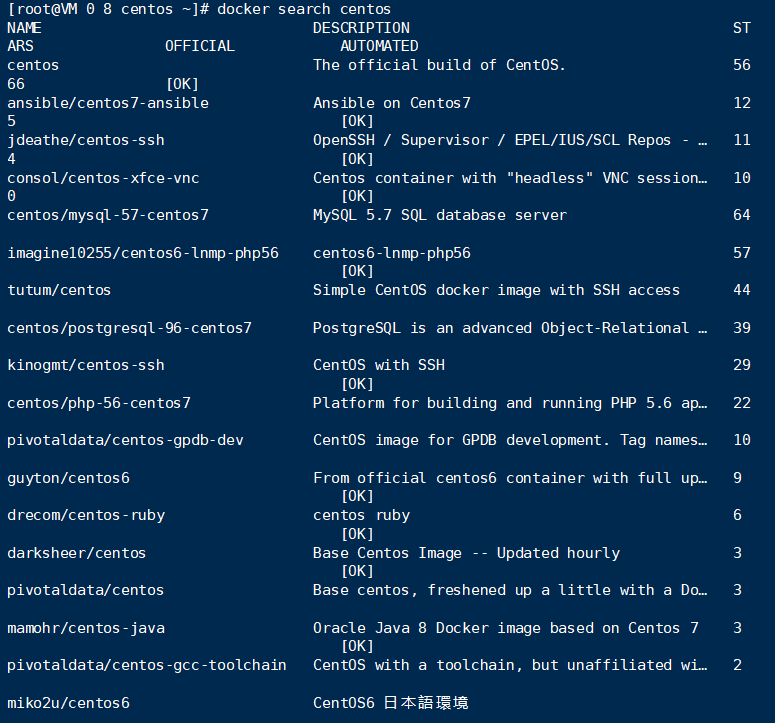 [root@VM 0 8 centos ~]# docker search centos
NAME DESCRIPTION ST
ARS OFFICIAL AUTOMATED
centos The official build of CentOS. 56
66 [OK]
ansible/centos7-ansible Ansible on Centos7 12
5 [OK]
jdeathe/centos-ssh OpenSSH / Supervisor / EPEL/IUS/SCL Repos - … 11
4 [OK]
consol/centos-xfce-vnc Centos container with "headless" VNC session… 10
0 [OK]
centos/mysql-57-centos7 MySQL 5.7 SQL database server 64
imagine10255/centos6-lnmp-php56 centos6-lnmp-php56 57
[OK]
tutum/centos Simple CentOS docker image with SSH access 44
centos/postgresql-96-centos7 PostgreSQL is an advanced Object-Relational … 39
kinogmt/centos-ssh CentOS with SSH 29
[OK]
centos/php-56-centos7 Platform for building and running PHP 5.6 ap… 22
pivotaldata/centos-gpdb-dev CentOS image for GPDB development. Tag names… 10
guyton/centos6 From official centos6 container with full up… 9
[OK]
drecom/centos-ruby centos ruby 6
[OK]
darksheer/centos Base Centos Image -- Updated hourly 3
[OK]
pivotaldata/centos Base centos, freshened up a little with a Do… 3
mamohr/centos-java Oracle Java 8 Docker image based on Centos 7 3
[OK]
pivotaldata/centos-gcc-toolchain CentOS with a toolchain, but unaffiliated wi… 2
miko2u/centos6 CentOS6 日本語環境